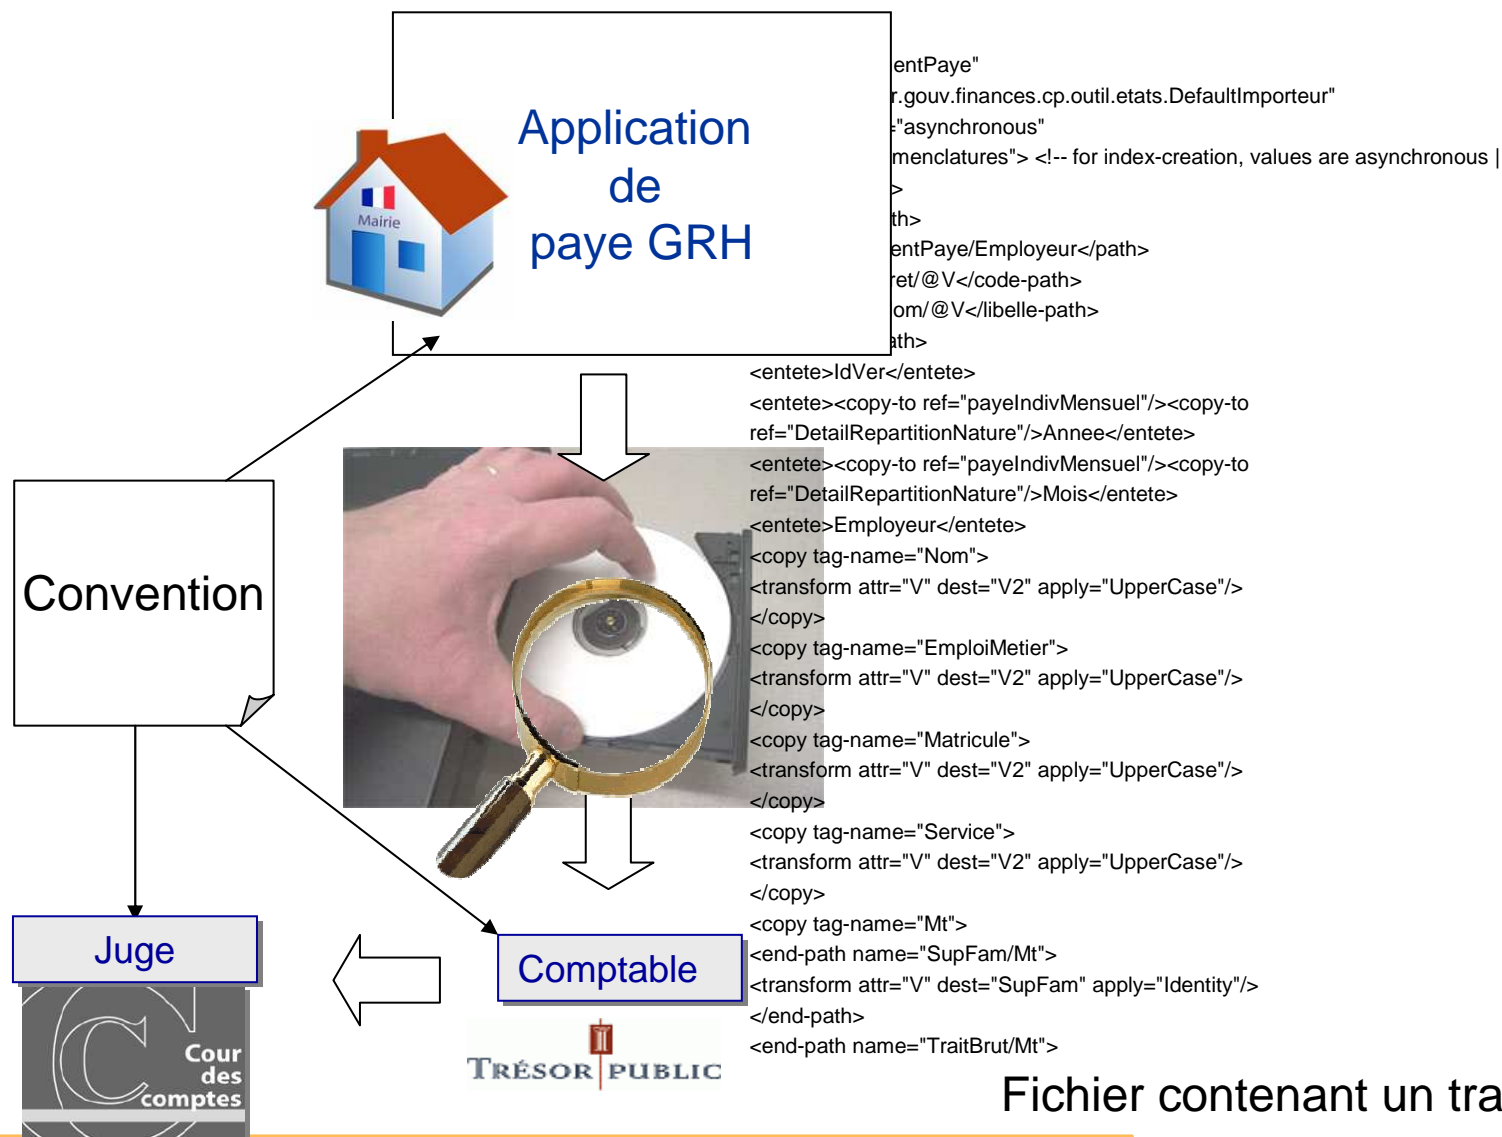 Application
de
paye GRH
Mairie
entPaye"
r.gouv.finances.cp.outil.etats.DefaultImporteur"
="asynchronous"
menclatures"> <!-- for index-creation, values are asynchronous |
>
th>
entPaye/Employeur</path>
ret/@V</code-path>
om/@V</libelle-path>
ath>
<entete>IdVer</entete>
<entete><copy-to ref="payeIndivMensuel"/><copy-to
ref="DetailRepartitionNature"/>Annee</entete>
<entete><copy-to ref="payeIndivMensuel"/><copy-to
ref="DetailRepartitionNature"/>Mois</entete>
<entete>Employeur</entete>
<copy tag-name="Nom">
<transform attr="V" dest="V2" apply="UpperCase"/>
</copy>
<copy tag-name="EmploiMetier">
<transform attr="V" dest="V2" apply="UpperCase"/>
</copy>
<copy tag-name="Matricule">
<transform attr="V" dest="V2" apply="UpperCase"/>
</copy>
<copy tag-name="Service">
<transform attr="V" dest="V2" apply="UpperCase"/>
</copy>
<copy tag-name="Mt">
<end-path name="SupFam/Mt">
<transform attr="V" dest="SupFam" apply="Identity"/>
</end-path>
<end-path name="TraitBrut/Mt">
Convention
Juge
Cour
des
comptes
Comptable
TRÉSOR PUBLIC
Fichier contenant un tra